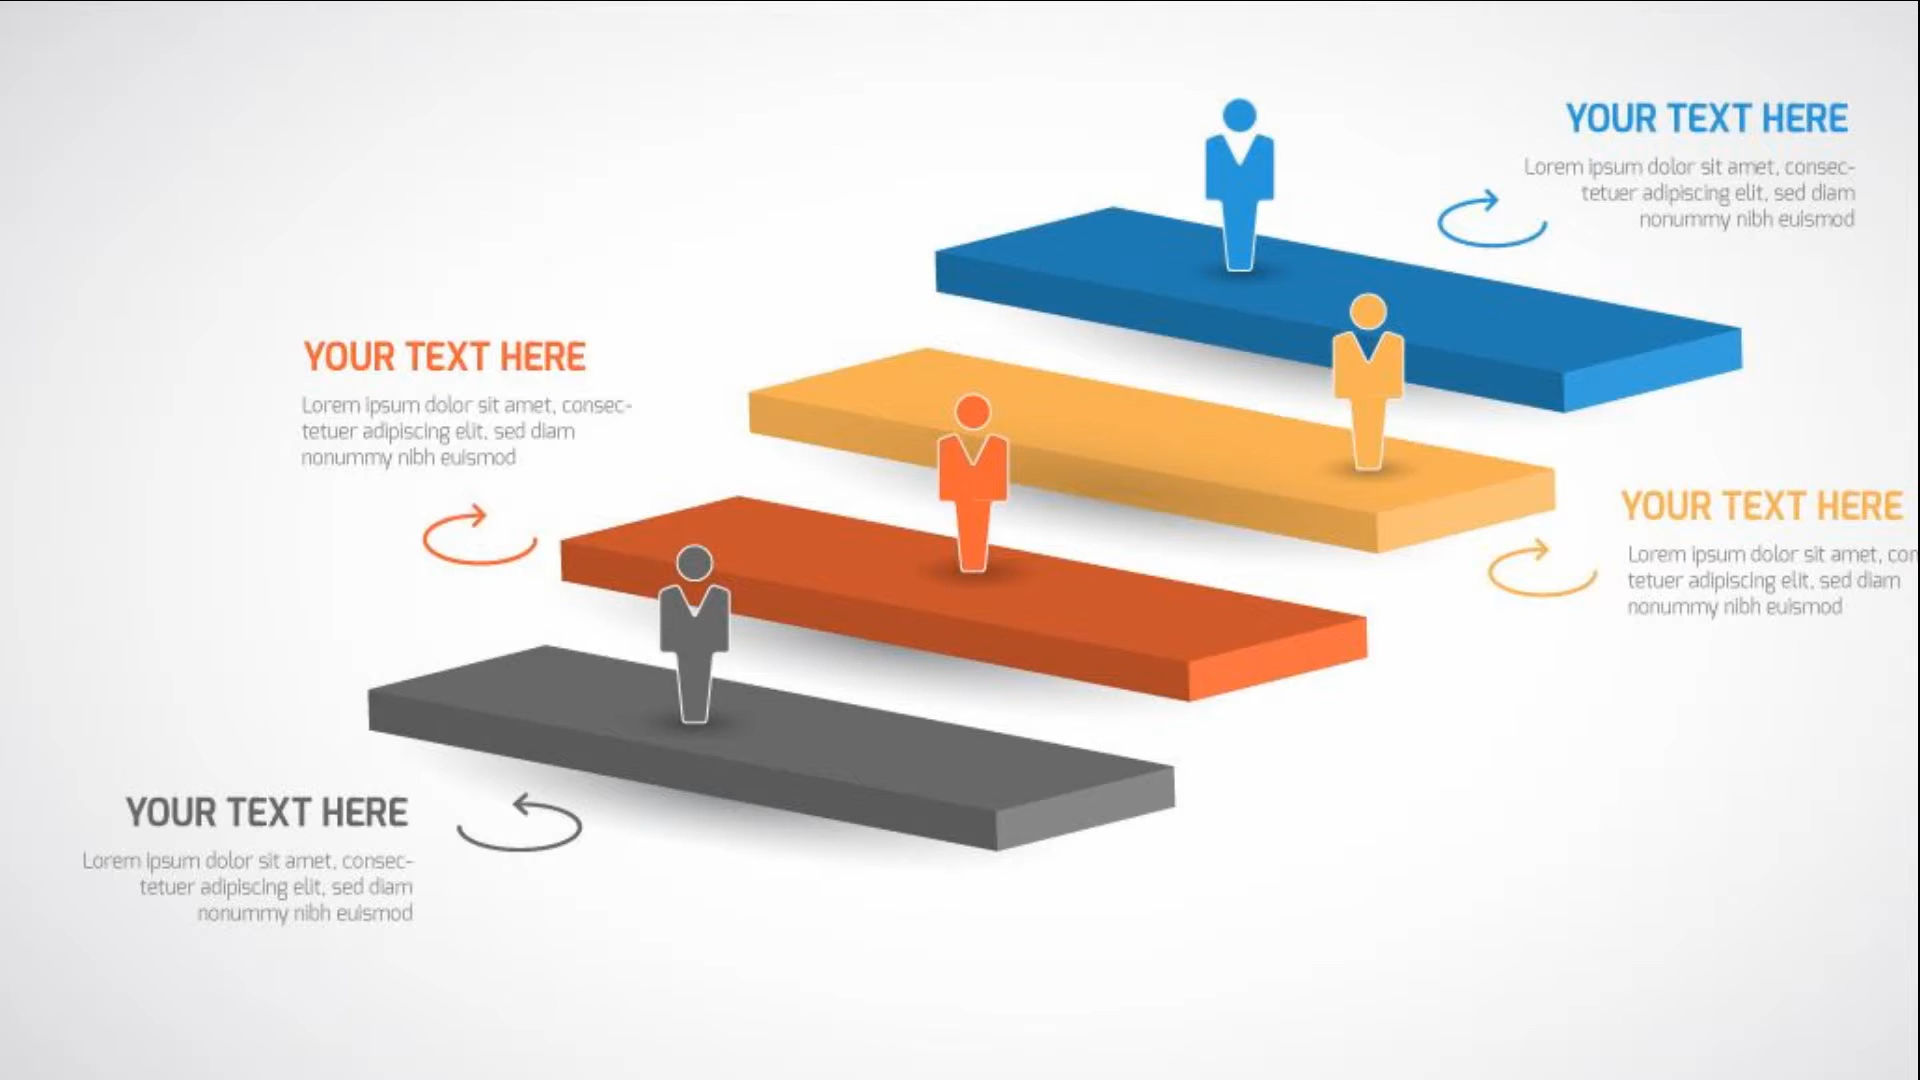 YOUR TEXT HERE
Lorem ipsum dolor sit amet, consec-
tetuer adipiscing elit, sed diam
nonummy nibh euismod
YOUR TEXT HERE
Lorem ipsum dolor sit amet, consec-
tetuer adipiscing elit, sed diam
nonummy nibh euismod
YOUR TEXT HERE
Lorem ipsum dolor sit amet, con
tetuer adipiscing elit, sed diam
nonummy nibh euismod
YOUR TEXT HERE
Lorem ipsum dolor sit amet, consec-
tetuer adipiscing elit, sed diam
nonummy nibh euismod